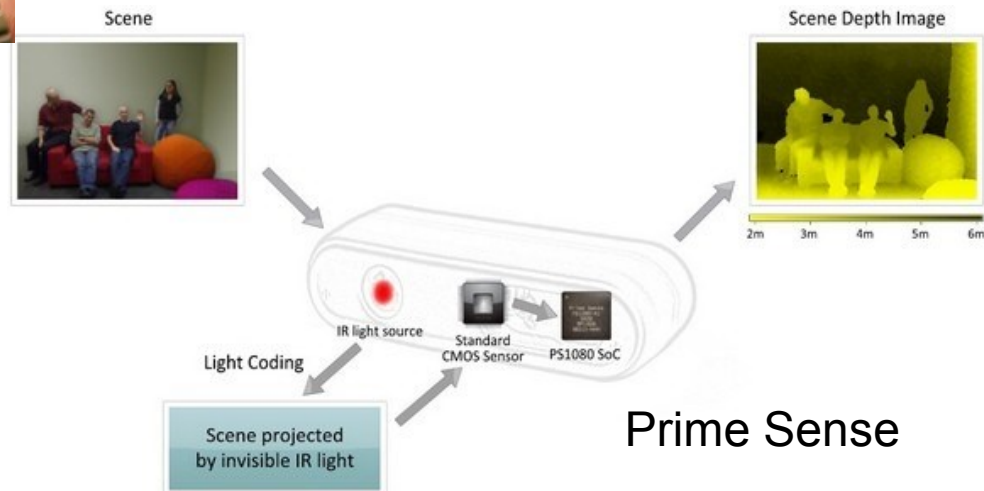 Scene
Scene Depth Image
2m 3m 4m 5m 6m
IR light source
Standard
CMOS Sensor
PS1080 SoC
Light Coding
Scene projected
by invisible IR light
Prime Sense